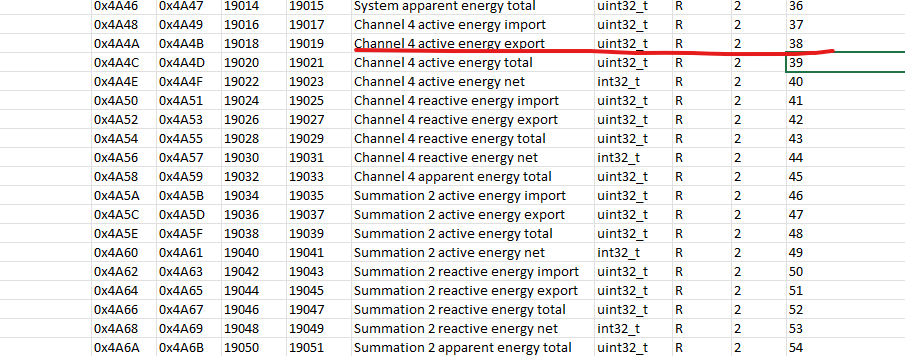 0x4A46 0x4A47 19014 19015 System apparent energy total uint32_t R 2 36
0x4A48 0x4A49 19016 19017 Channel 4 active energy import uint32_t R 2 37
0x4A4A 0x4A4B 19018 19019 Channel 4 active energy export uint32_t R 2 38
0x4A4C 0x4A4D 19020 19021 Channel 4 active energy total uint32_t R 2 39
0x4A4E 0x4A4F 19022 19023 Channel 4 active energy net int32_t R 2 40
0x4A50 0x4A51 19024 19025 Channel 4 reactive energy import uint32_t R 2 41
0x4A52 0x4A53 19026 19027 Channel 4 reactive energy export uint32_t R 2 42
0x4A54 0x4A55 19028 19029 Channel 4 reactive energy total uint32_t R 2 43
0x4A56 0x4A57 19030 19031 Channel 4 reactive energy net int32_t R 2 44
0x4A58 0x4A59 19032 19033 Channel 4 apparent energy total uint32_t R 2 45
0x4A5A 0x4A5B 19034 19035 Summation 2 active energy import uint32_t R 2 46
0x4A5C 0x4A5D 19036 19037 Summation 2 active energy export uint32_t R 2 47
0x4A5E 0x4A5F 19038 19039 Summation 2 active energy total uint32_t R 2 48
0x4A60 0x4A61 19040 19041 Summation 2 active energy net int32_t R 2 49
0x4A62 0x4A63 19042 19043 Summation 2 reactive energy import uint32_t R 2 50
0x4A64 0x4A65 19044 19045 Summation 2 reactive energy export uint32_t R 2 51
0x4A66 0x4A67 19046 19047 Summation 2 reactive energy total uint32_t R 2 52
0x4A68 0x4A69 19048 19049 Summation 2 reactive energy net int32_t R 2 53
0x4A6A 0x4A6B 19050 19051 Summation 2 apparent energy total uint32_t R 2 54